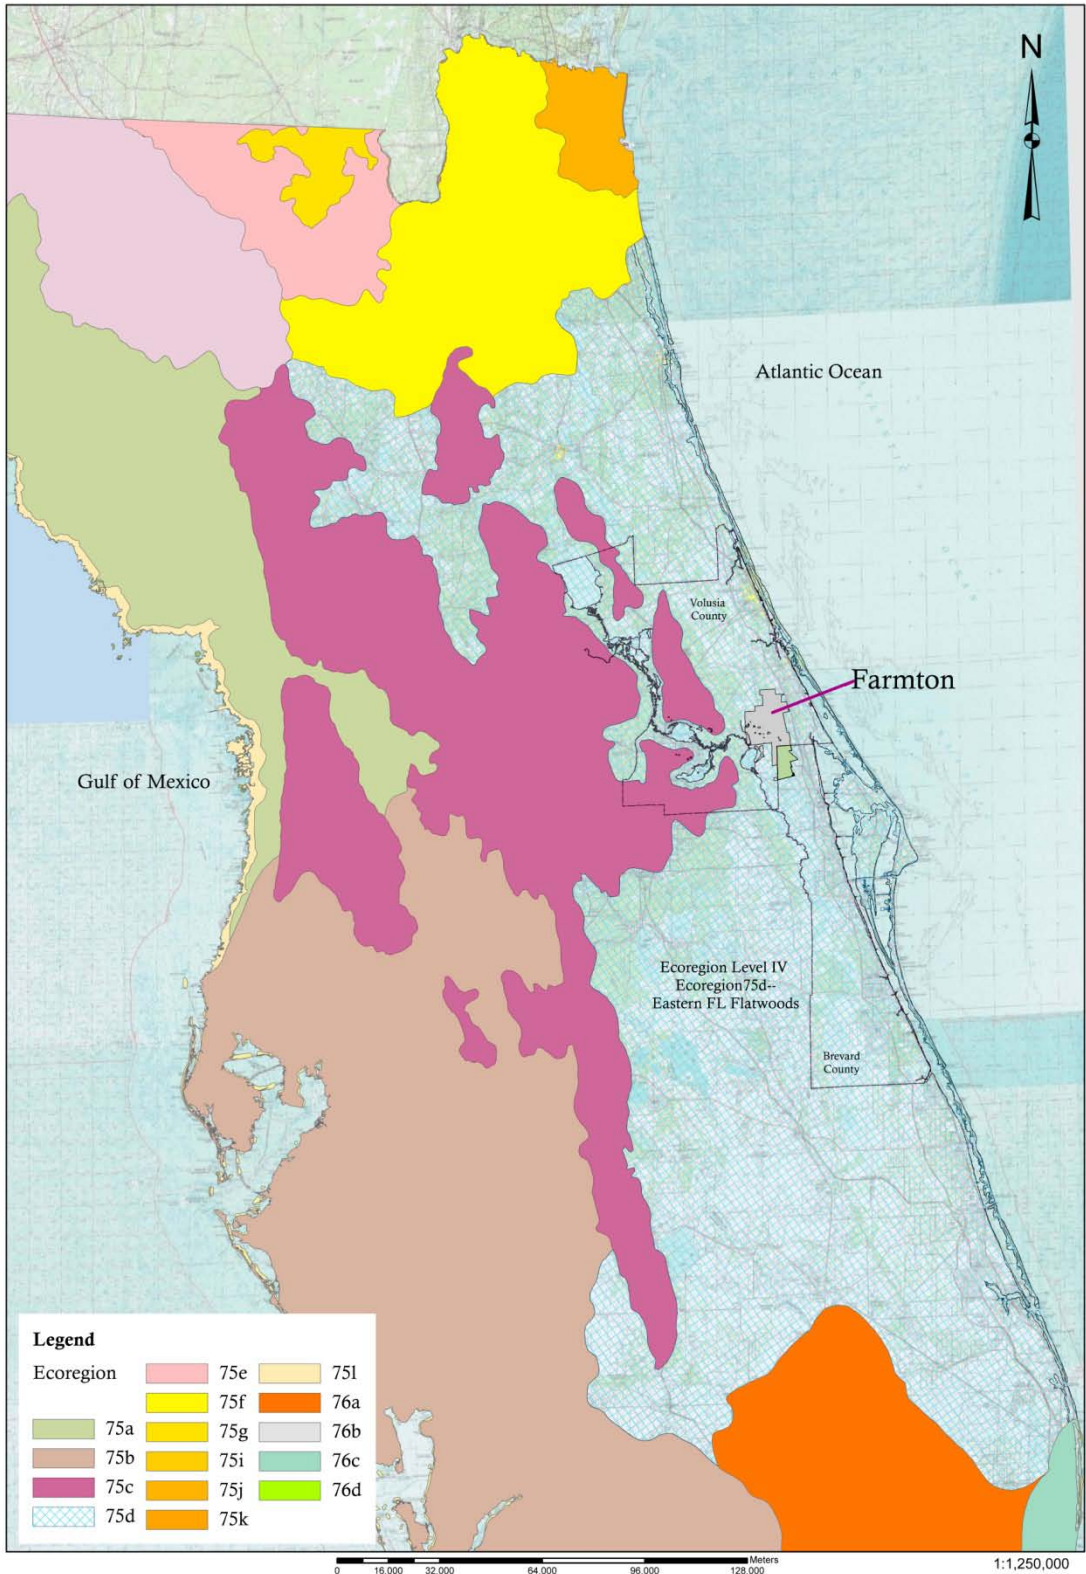 N
Atlantic Ocean
Volusia
County
Farmton
Gulf of Mexico
Ecoregion Level IV
Ecoregion75d--
Eastern FL Flatwoods
Brevard
County
Legend
Ecoregion
75a
75b
75c
75d
75e
75f
75g
75i
75j
75k
75l
76a
76b
76c
76d
Meters
0 16.000 32.000 64.000 96.000 128.000
1:1,250,000